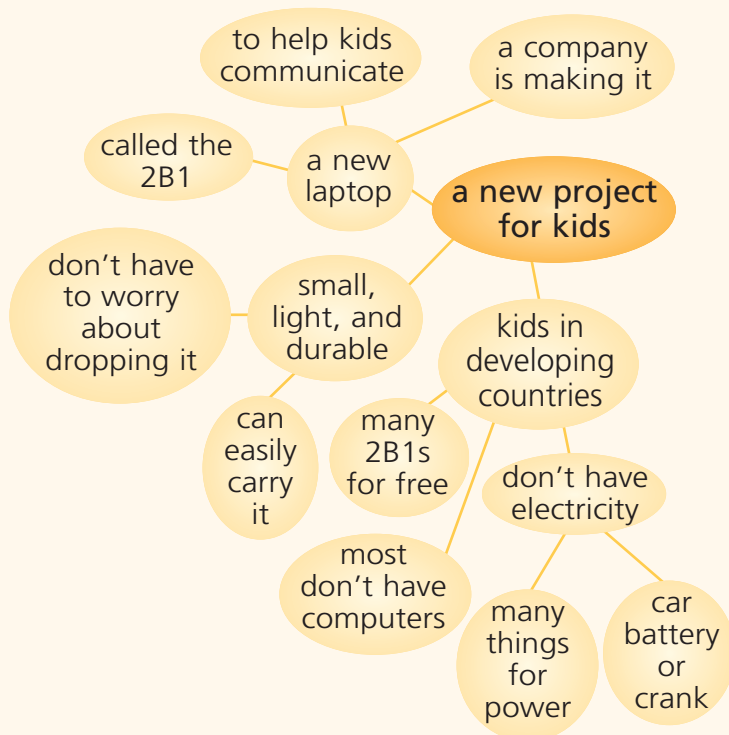 to help kids
communicate
a company
is making it
called the
2B1
a new
laptop
a new project
for kids
don't have
to worry
about
dropping it
small,
light, and
durable
kids in
developing
countries
can
easily
carry
it
many
2B1s
for free
don't have
electricity
most
don't have
computers
many
things
for
power
car
battery
or
crank